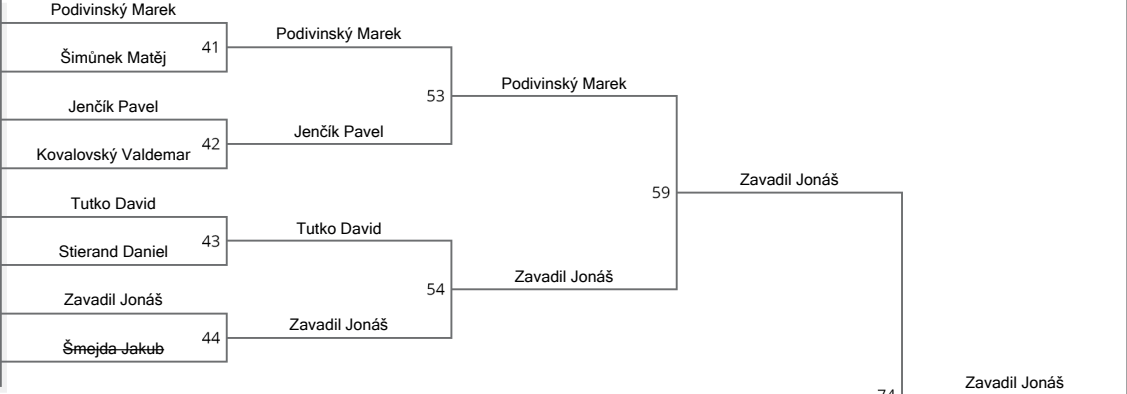 Podivinský Marek
Šimůnek Matěj
41
Podivinský Marek
Jenčík Pavel
Kovalovský Valdemar
42
Jenčík Pavel
53
Podivinský Marek
Tutko David
Stierand Daniel
43
Tutko David
Zavadil Jonáš
Šmejda Jakub
44
Zavadil Jonáš
54
Zavadil Jonáš
59
Zavadil Jonáš
74
Zavadil Jonáš